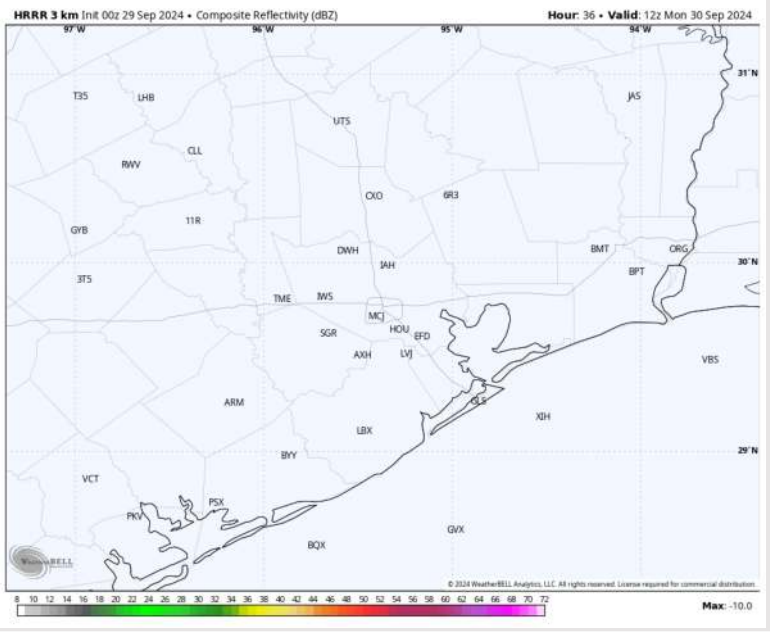 HRRR 3 km Init 00z 29 Sep 2024 • Composite Reflectivity (dBZ) Hour: 36 • Valid: 12z Mon 30 Sep 2024
97°W 96°W 95°W 94°W
31°N
T35 LHB JAS
UTS
CLL
RWV
CXO 6R3
11R
GYB
DWH BMT ORG
IAH 30°N
BPT
3T5
TME IWS
MCJ
SGR HOU EFD
AXH LVJ
VBS
ARM GLS
XIH
LBX
BYY 29°N
VCT
PSX
PKV
GVX
BQX
WEATHERBELL
© 2024 WeatherBELL Analytics, LLC. All rights reserved. License required for commercial distribution.
8 10 12 14 16 18 20 22 24 26 28 30 32 34 36 38 40 42 44 46 48 50 52 54 56 58 60 62 64 66 68 70 72
Max: -10.0